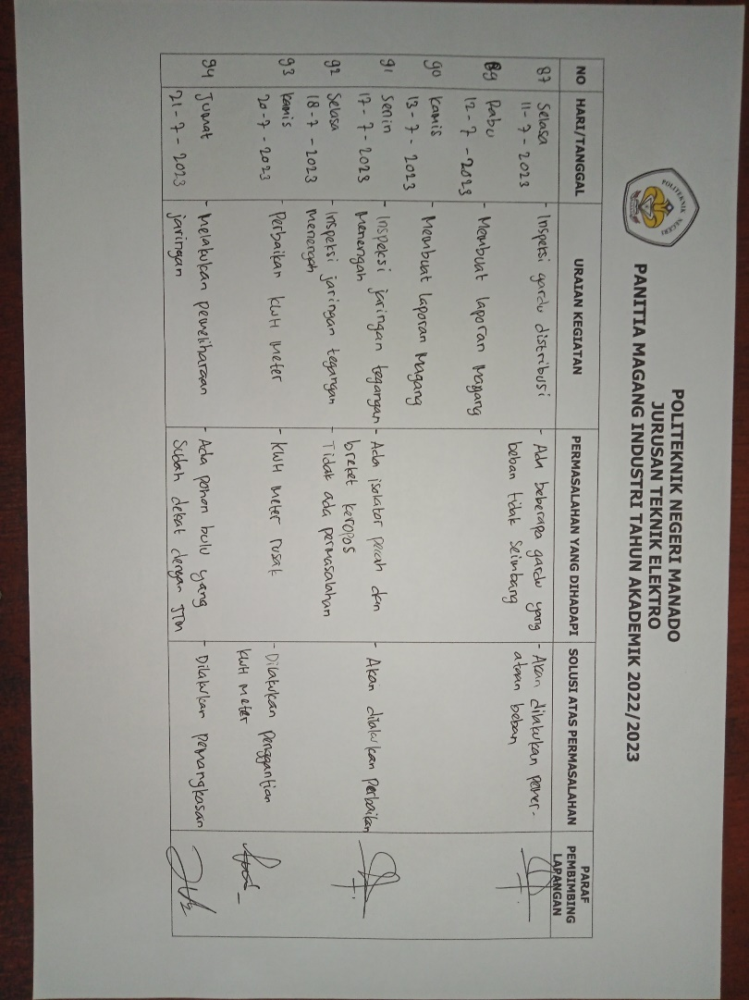 POLITEKNIK NEGERI
POLITEKNIK NEGERI MANADO
JURUSAN TEKNIK ELEKTRO
PANITIA MAGANG INDUSTRI TAHUN AKADEMIK 2022/2023
NO HARI/TANGGAL URAIAN KEGIATAN PERMASALAHAN YANG DIHADAPI SOLUSI ATAS PERMASALAHAN PARAF PEMBIMBING LAPANGAN
87 Selasa - Inspeksi gardu distribusi - Ada beberapa gardu yang - Akan dilakukan pener-
11-7-2023 beban tidak seimbang ataan beban
89 Rabu - Membuat laporan Magang
12-7-2023
90 Kamis - Membuat laporan Magang
13-7-2023
91 Senin - Inspeksi jaringan tegangan - Ada isolator pecah dan - Akan dialakukan Perbaikan
17-7-2023 Menengah breket keropos
92 Selasa - Inspeksi jaringan tegangan - Tidak ada permasalahan
18-7-2023 menengah
93 Kamis - Perbaikan KWH Meter - KWH Meter rusak - Dilakukan penggantian
20-7-2023 KWH Meter
94 Jumat - Melakukan pemeliharaan - Ada pohon bulu yang - Dilakukan pemangkasan
21-7-2023 jaringan Sudah dekat dengan JTM